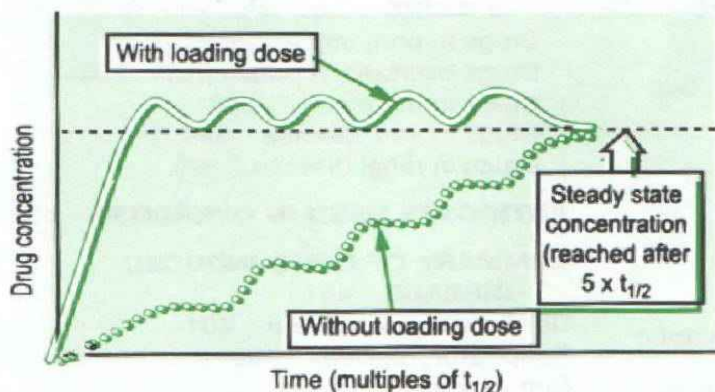 With loading dose
Drug concentration
Steady state
concentration
(reached after
5 x t1/2
Without loading dose
Time (multiples of t1/2)